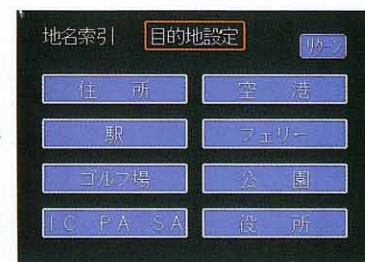 地名索引 目的地設定 リターン
住所 空港
駅 フェリー
ゴルフ場 公園
IC PA SA 役所